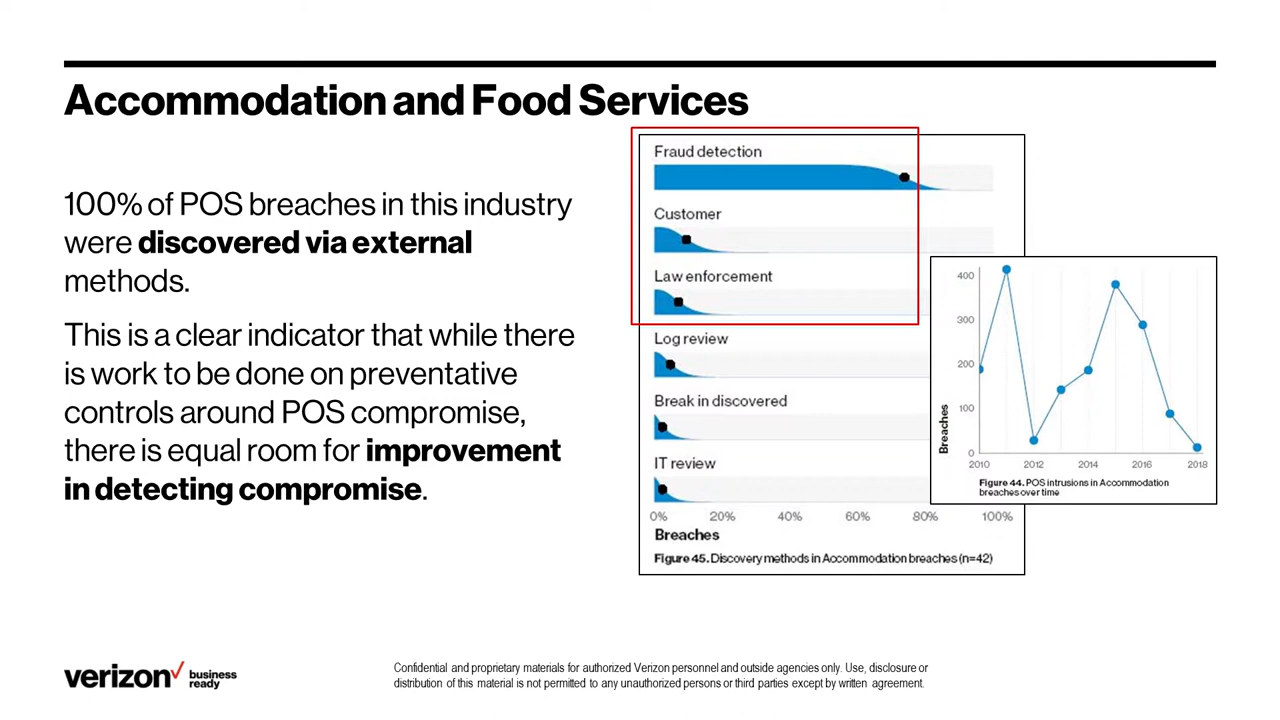 Accommodation and Food Services
100% of POS breaches in this industry
were discovered via external
methods.
This is a clear indicator that while there
is work to be done on preventative
controls around POS compromise,
there is equal room for improvement
in detecting compromise.
Fraud detection
Customer
Law enforcement
Log review
Break in discovered
IT review
0% 20% 40% 60% 80% 100%
Breaches
Figure 45. Discovery methods in Accommodation breaches (n=42)
400
300
200
100
0
Breaches
2010 2012 2014 2016 2018
Figure 44. POS intrusions in Accommodation
breaches over time
verizon business
ready
Confidential and proprietary materials for authorized Verizon personnel and outside agencies only. Use, disclosure or
distribution of this material is not permitted to any unauthorized persons or third parties except by written agreement.